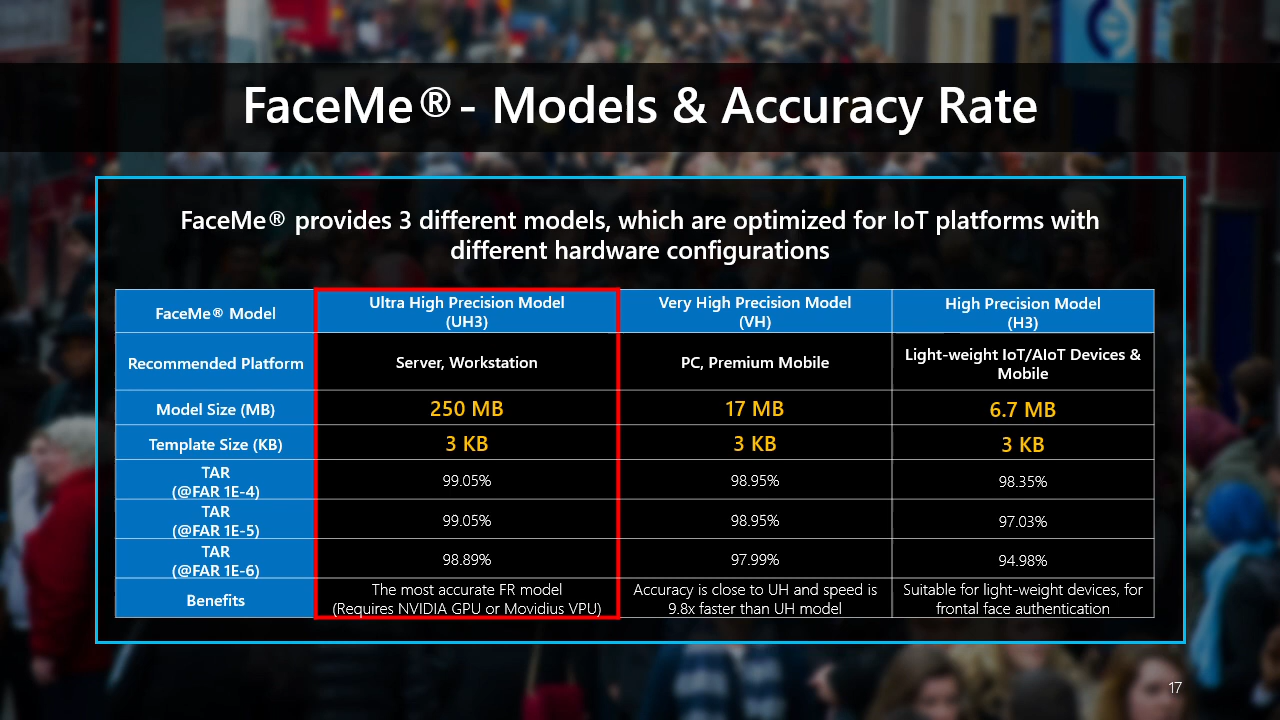 FaceMe®- Models & Accuracy Rate
FaceMe® provides 3 different models, which are optimized for IoT platforms with
different hardware configurations
FaceMe® Model
Ultra High Precision Model
(UH3)
Very High Precision Model
(VH)
High Precision Model
(H3)
Recommended Platform
Server, Workstation
PC, Premium Mobile
Light-weight IoT/AIoT Devices &
Mobile
Model Size (MB)
250 MB
17 MB
6.7 MB
Template Size (KB)
3 KB
3 KB
3 KB
TAR
(@FAR 1E-4)
99.05%
98.95%
98.35%
TAR
(@FAR 1E-5)
99.05%
98.95%
97.03%
TAR
(@FAR 1E-6)
98.89%
97.99%
94.98%
Benefits
The most accurate FR model
(Requires NVIDIA GPU or Movidius VPU)
Accuracy is close to UH and speed is
9.8x faster than UH model
Suitable for light-weight devices, for
frontal face authentication
17